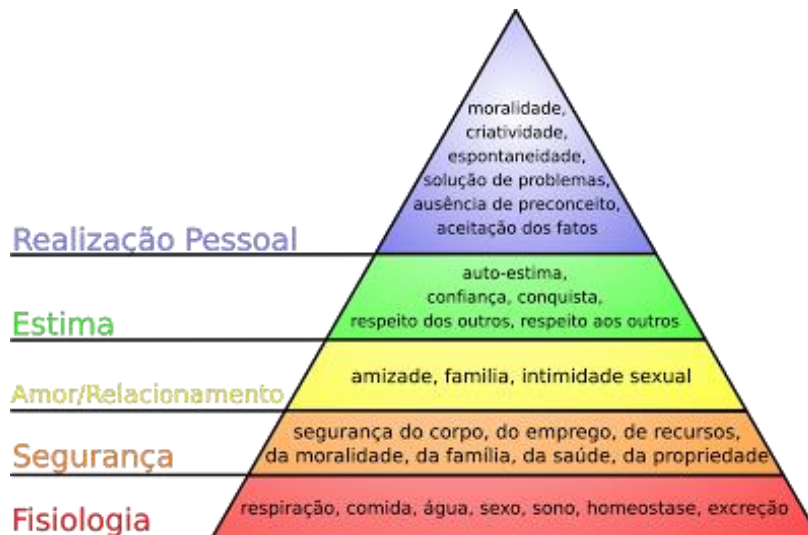 moralidade,
criatividade,
espontaneidade,
solução de problemas,
ausência de preconceito,
aceitação dos fatos
Realização Pessoal
auto-estima,
confiança, conquista,
respeito dos outros, respeito aos outros
Estima
amizade, família, intimidade sexual
Amor/Relacionamento
segurança do corpo, do emprego, de recursos,
da moralidade, da família, da saúde, da propriedade
Segurança
respiração, comida, água, sexo, sono, homeostase, excreção
Fisiologia